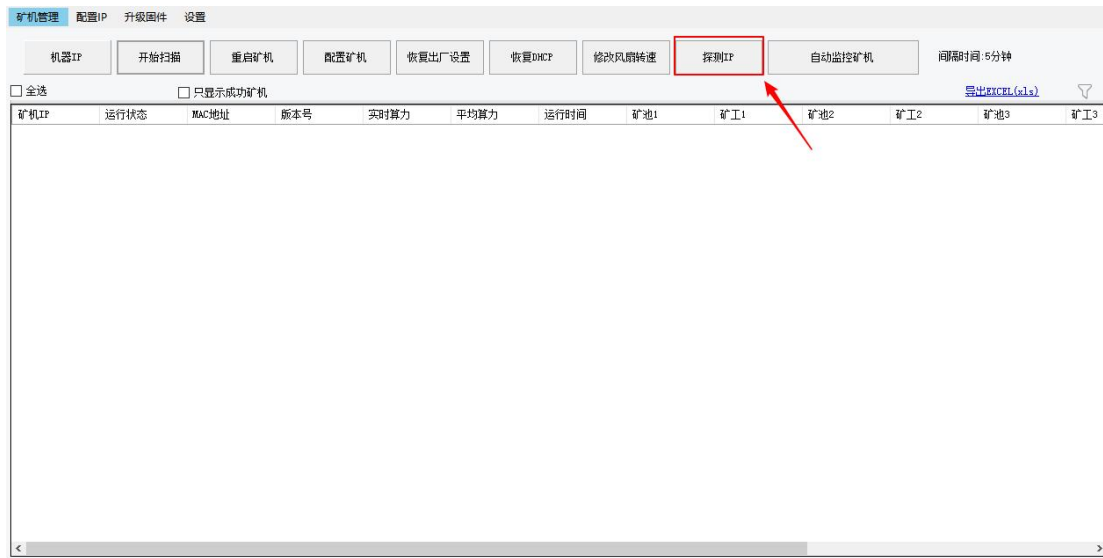 矿机管理 配置IP 升级固件 设置
机器IP 开始扫描 重启矿机 配置矿机 恢复出厂设置 恢复DHCP 修改风扇转速 探测IP 自动监控矿机 间隔时间:5分钟
全选 只显示成功矿机 导出EXCEL(xls)
矿机IP 运行状态 MAC地址 版本号 实时算力 平均算力 运行时间 矿池1 矿工1 矿池2 矿工2 矿池3 矿工3